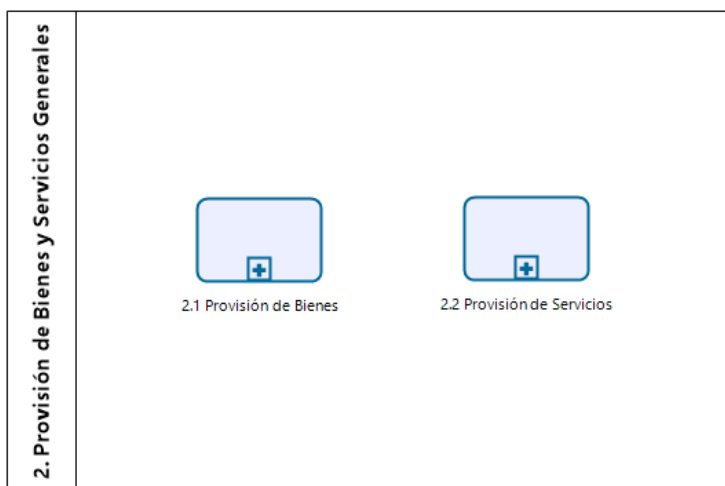 2. Provisión de Bienes y Servicios Generales
2.1 Provisión de Bienes
2.2 Provisión de Servicios